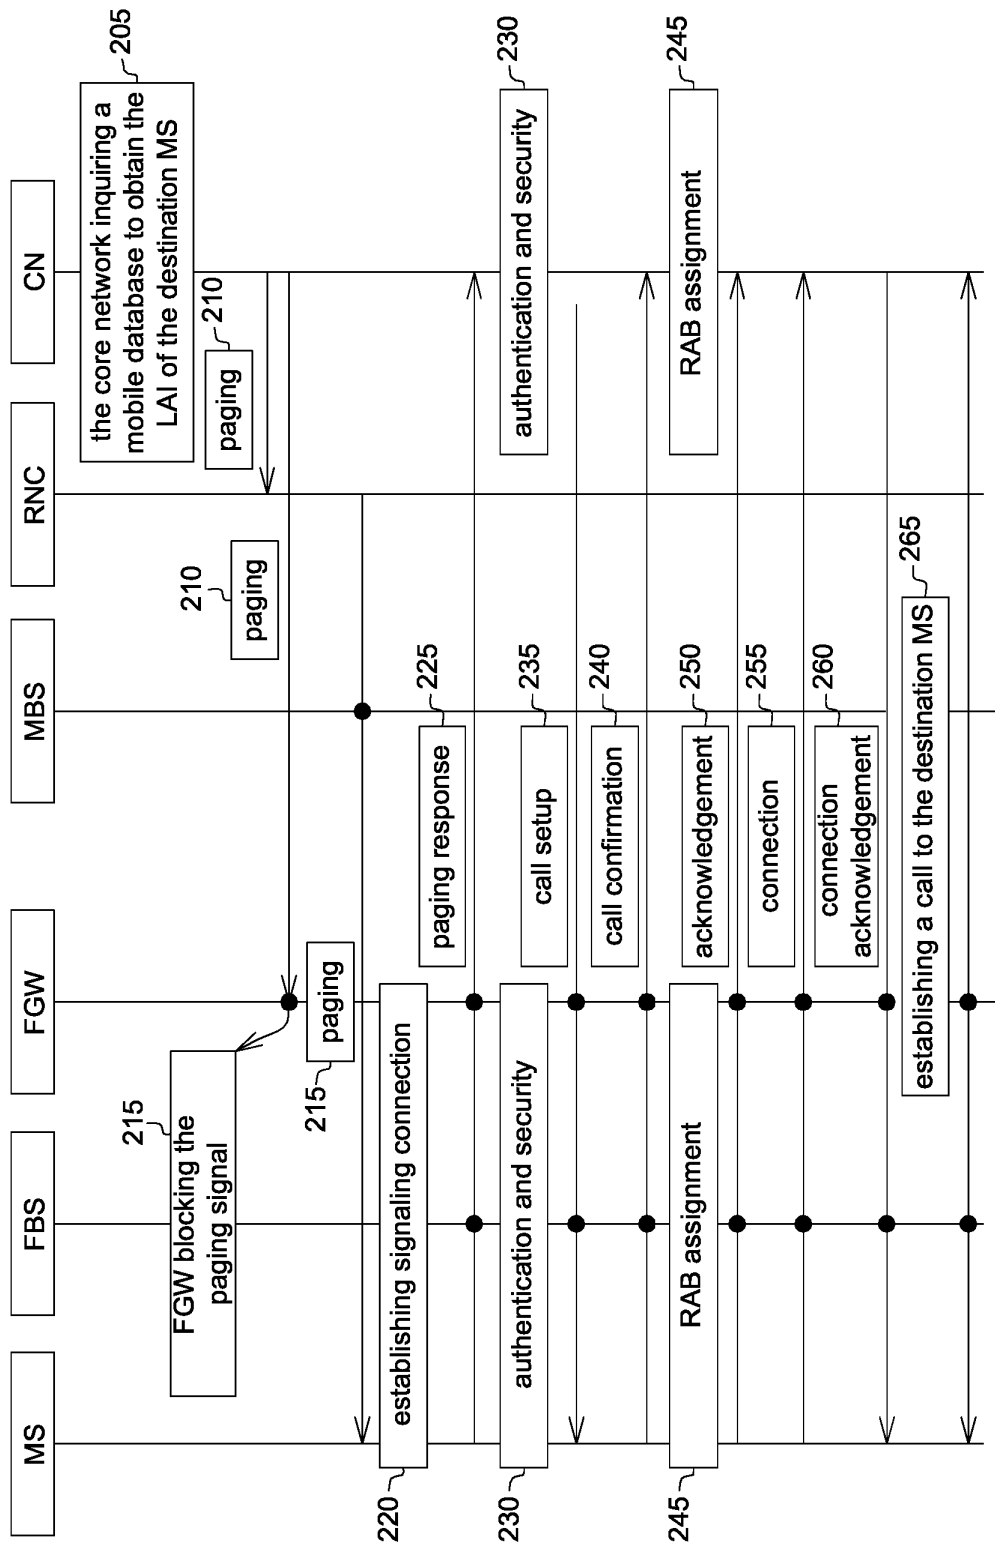 MS
FBS
FGW
MBS
RNC
CN
205
the core network inquiring a
mobile database to obtain the
LAI of the destination MS
210
paging
210
paging
215
FGW blocking the
paging signal
215
paging
220
establishing signaling connection
225
paging response
230
authentication and security
230
authentication and security
235
call setup
240
call confirmation
245
RAB assignment
245
RAB assignment
250
acknowledgement
255
connection
260
connection
acknowledgement
265
establishing a call to the destination MS